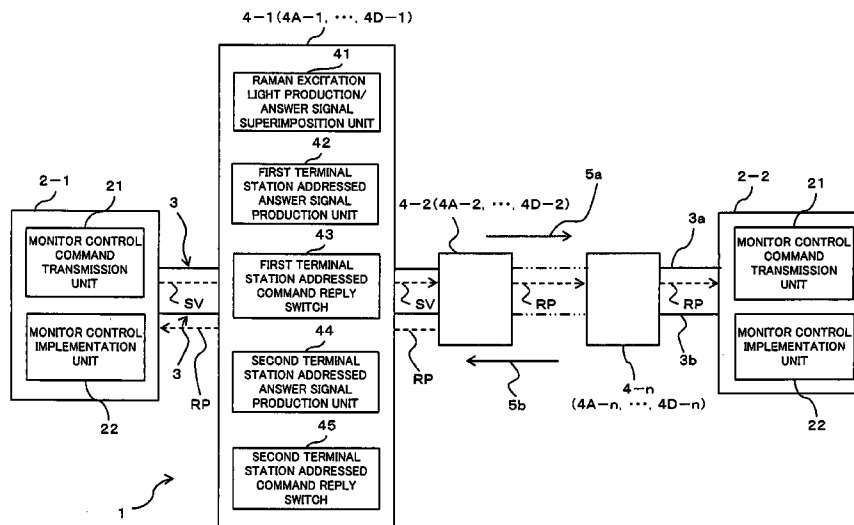 4-1(4A-1, ···, 4D-1)
41
RAMAN EXCITATION
LIGHT PRODUCTION/
ANSWER SIGNAL
SUPERIMPOSITION UNIT
42
FIRST TERMINAL
STATION ADDRESSED
ANSWER SIGNAL
PRODUCTION UNIT
43
FIRST TERMINAL
STATION ADDRESSED
COMMAND REPLY
SWITCH
44
SECOND TERMINAL
STATION ADDRESSED
ANSWER SIGNAL
PRODUCTION UNIT
45
SECOND TERMINAL
STATION ADDRESSED
COMMAND REPLY
SWITCH
2-1
21
MONITOR CONTROL
COMMAND
TRANSMISSION
UNIT
MONITOR CONTROL
IMPLEMENTATION
UNIT
22
3
SV
3
RP
1
4-2(4A-2, ···, 4D-2)
SV
RP
5a
RP
5b
4-n
(4A-n, ···, 4D-n)
3a
RP
3b
2-2
21
MONITOR CONTROL
COMMAND
TRANSMISSION
UNIT
MONITOR CONTROL
IMPLEMENTATION
UNIT
22